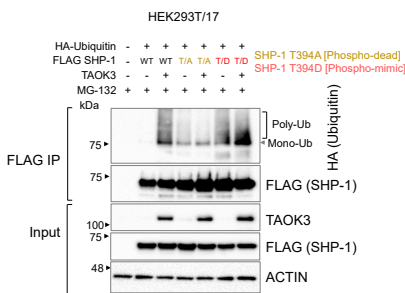 HEK293T/17
HA-Ubiquitin - + + + + + +
FLAG SHP-1 - WT WT T/A T/A T/D T/D
SHP-1 T394A [Phospho-dead]
SHP-1 T394D [Phospho-mimic]
TAOK3 - - + - + - +
MG-132 + + + + + + +
kDa
FLAG IP
75
Poly-Ub
Mono-Ub
HA (Ubiquitin)
75
FLAG (SHP-1)
Input
100
TAOK3
75
FLAG (SHP-1)
48
ACTIN